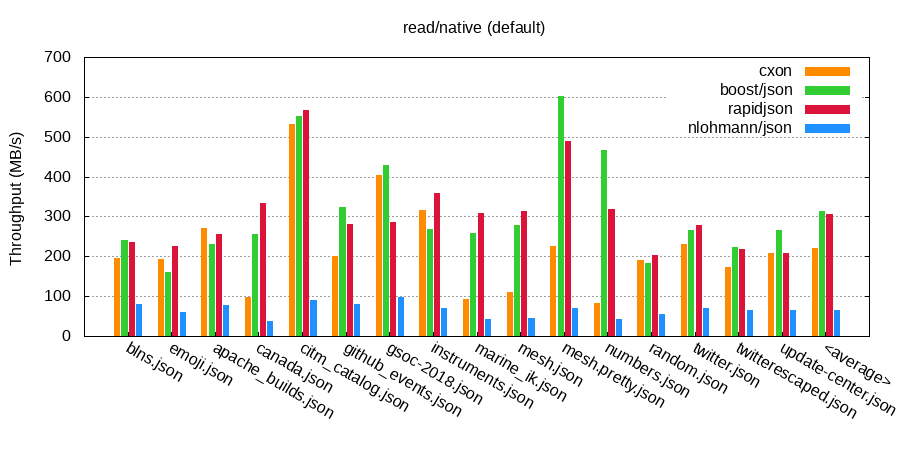 read/native (default)
Throughput (MB/s)
700
600
500
400
300
200
100
0
cxon
boost/json
rapidjson
nlohmann/json
blns.json
emoji.json
apache_builds.json
canada.json
citm_catalog.json
github_events.json
gsoc-2018.json
instruments.json
marine_ik.json
mesh.json
mesh.pretty.json
numbers.json
random.json
twitter.json
twitterescaped.json
update-center.json
<average>